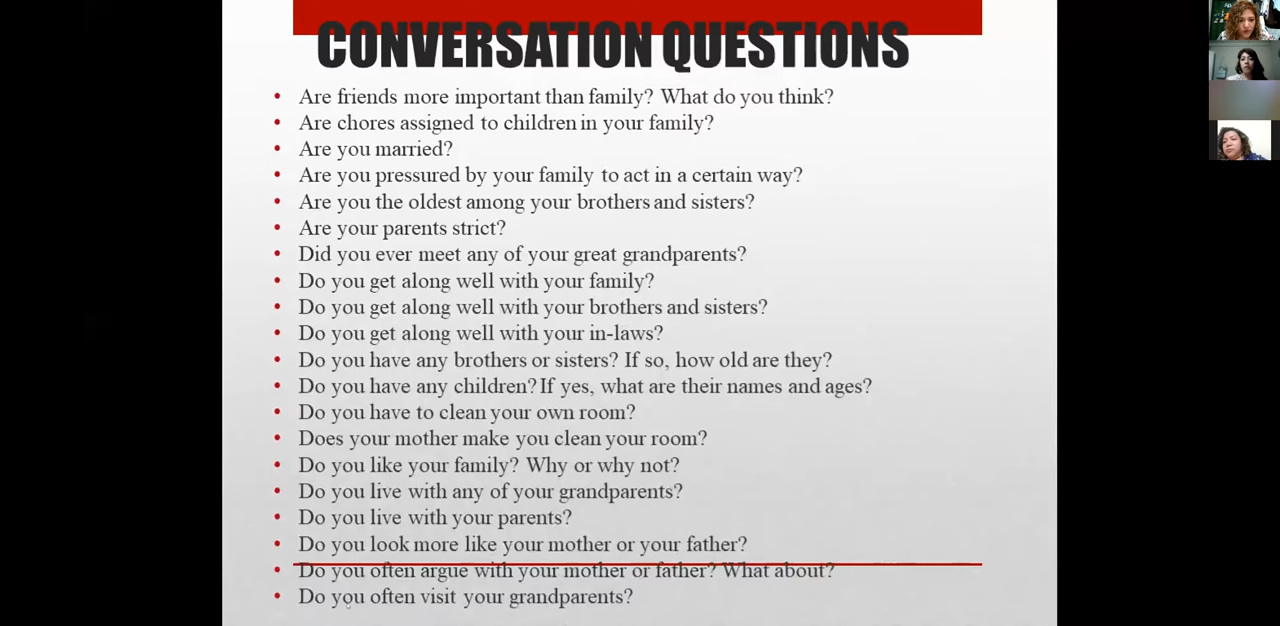 CONVERSATION QUESTIONS
• Are friends more important than family? What do you think?
• Are chores assigned to children in your family?
• Are you married?
• Are you pressured by your family to act in a certain way?
• Are you the oldest among your brothers and sisters?
• Are your parents strict?
• Did you ever meet any of your great grandparents?
• Do you get along well with your family?
• Do you get along well with your brothers and sisters?
• Do you get along well with your in-laws?
• Do you have any brothers or sisters? If so, how old are they?
• Do you have any children? If yes, what are their names and ages?
• Do you have to clean your own room?
• Does your mother make you clean your room?
• Do you like your family? Why or why not?
• Do you live with any of your grandparents?
• Do you live with your parents?
• Do you look more like your mother or your father?
• Do you often argue with your mother or father? What about?
• Do you often visit your grandparents?